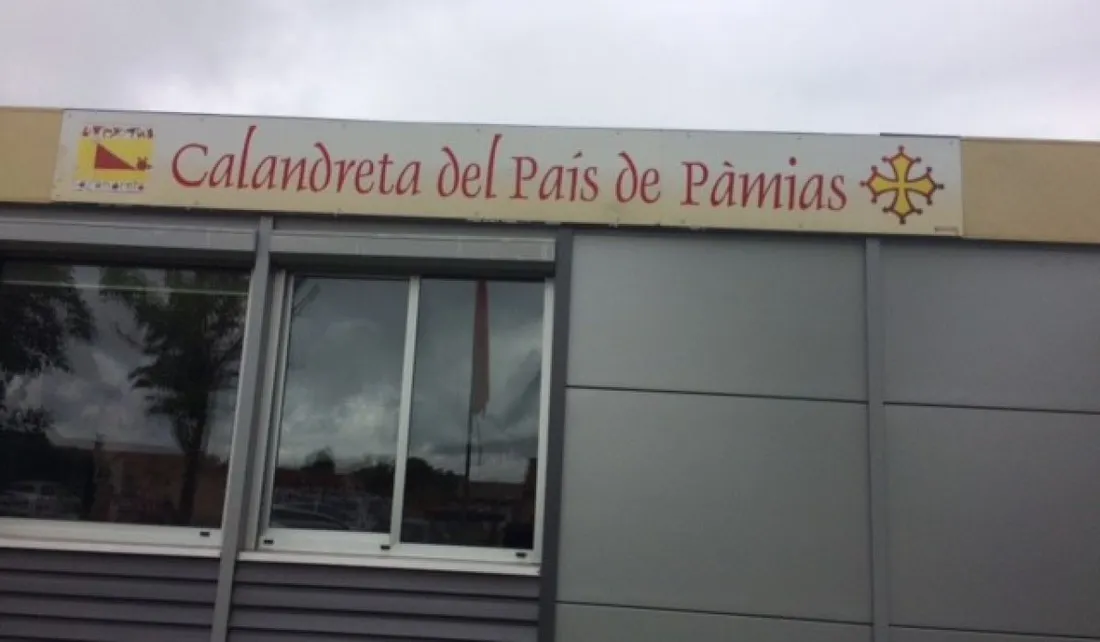 Calandreta del País de Pàmias